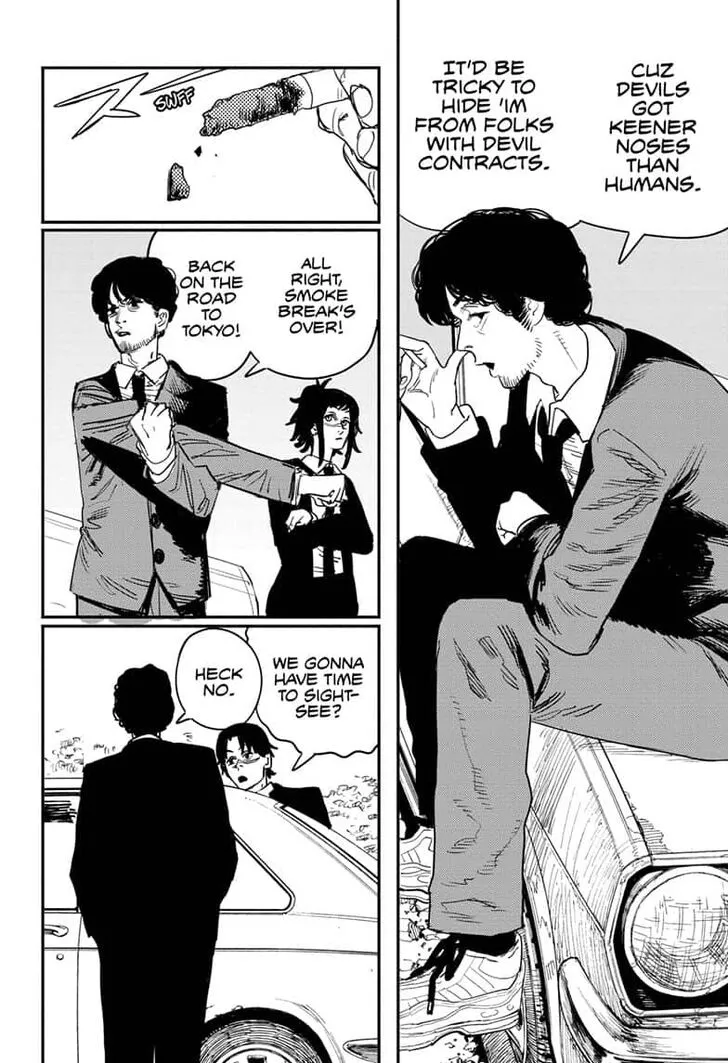 CUZ
DEVILS
GOT
KEENER
NOSES
THAN
HUMANS.
IT'D BE
TRICKY TO
HIDE 'IM
FROM FOLKS
WITH DEVIL
CONTRACTS.
SWFF
ALL
RIGHT,
SMOKE
BREAK'S
OVER!
BACK
ON THE
ROAD
TO
TOKYO!
WE GONNA
HAVE TIME
TO SIGHT-
SEE?
HECK
NO.